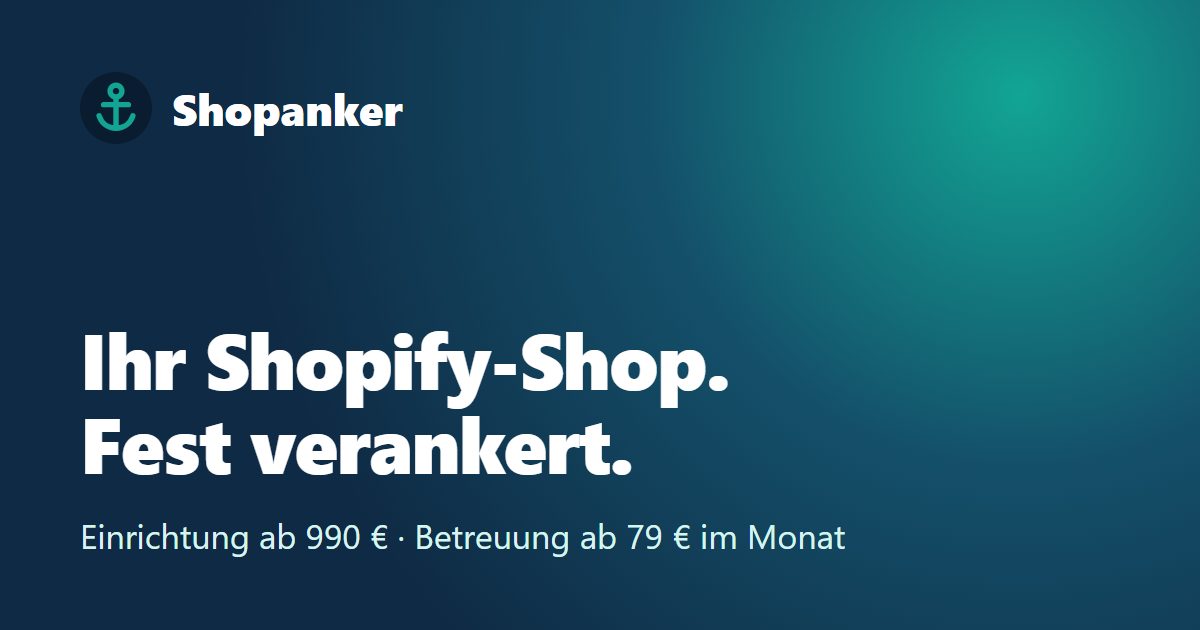 Shopanker
Ihr Shopify-Shop.
Fest verankert.
Einrichtung ab 990 € · Betreuung ab 79 € im Monat